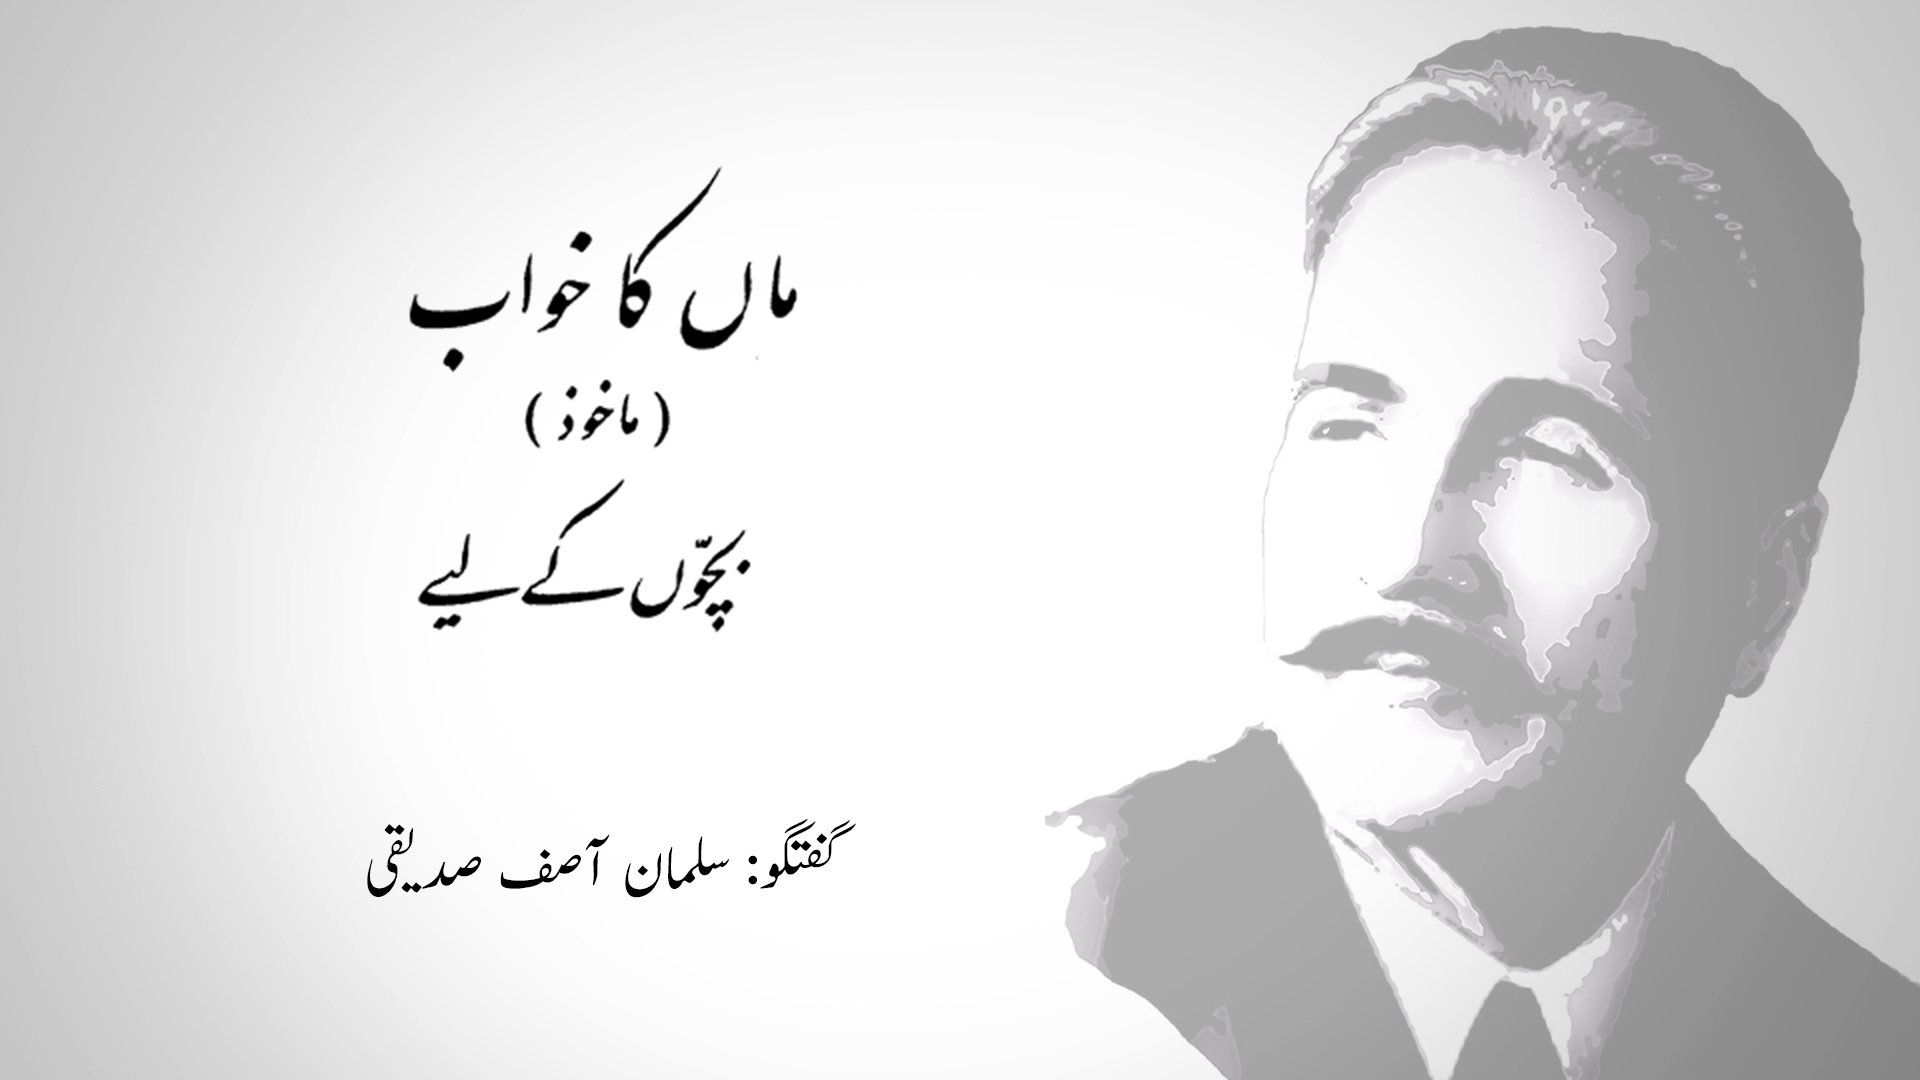 ماں کا خواب
(ماخوذ)
بچّوں کے لیے
گفتگو: سلمان آصف صدیقی